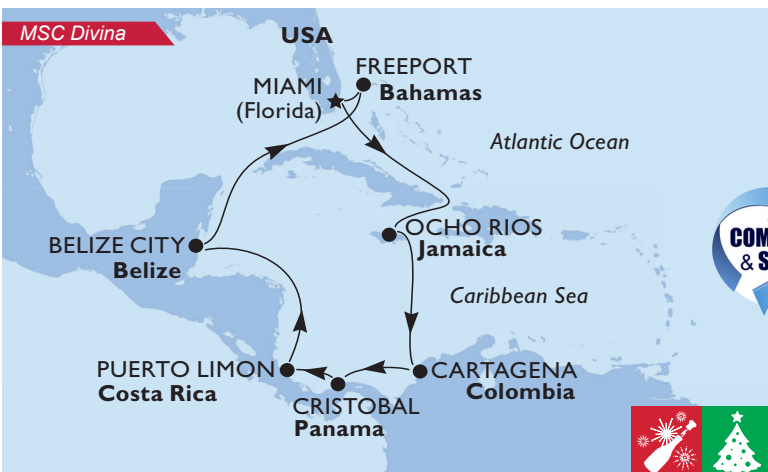 MSC Divina
USA
FREEPORT
Bahamas
MIAMI
(Florida)
Atlantic Ocean
OCHO RIOS
Jamaica
BELIZE CITY
Belize
Caribbean Sea
PUERTO LIMON
Costa Rica
CARTAGENA
Colombia
CRISTOBAL
Panama